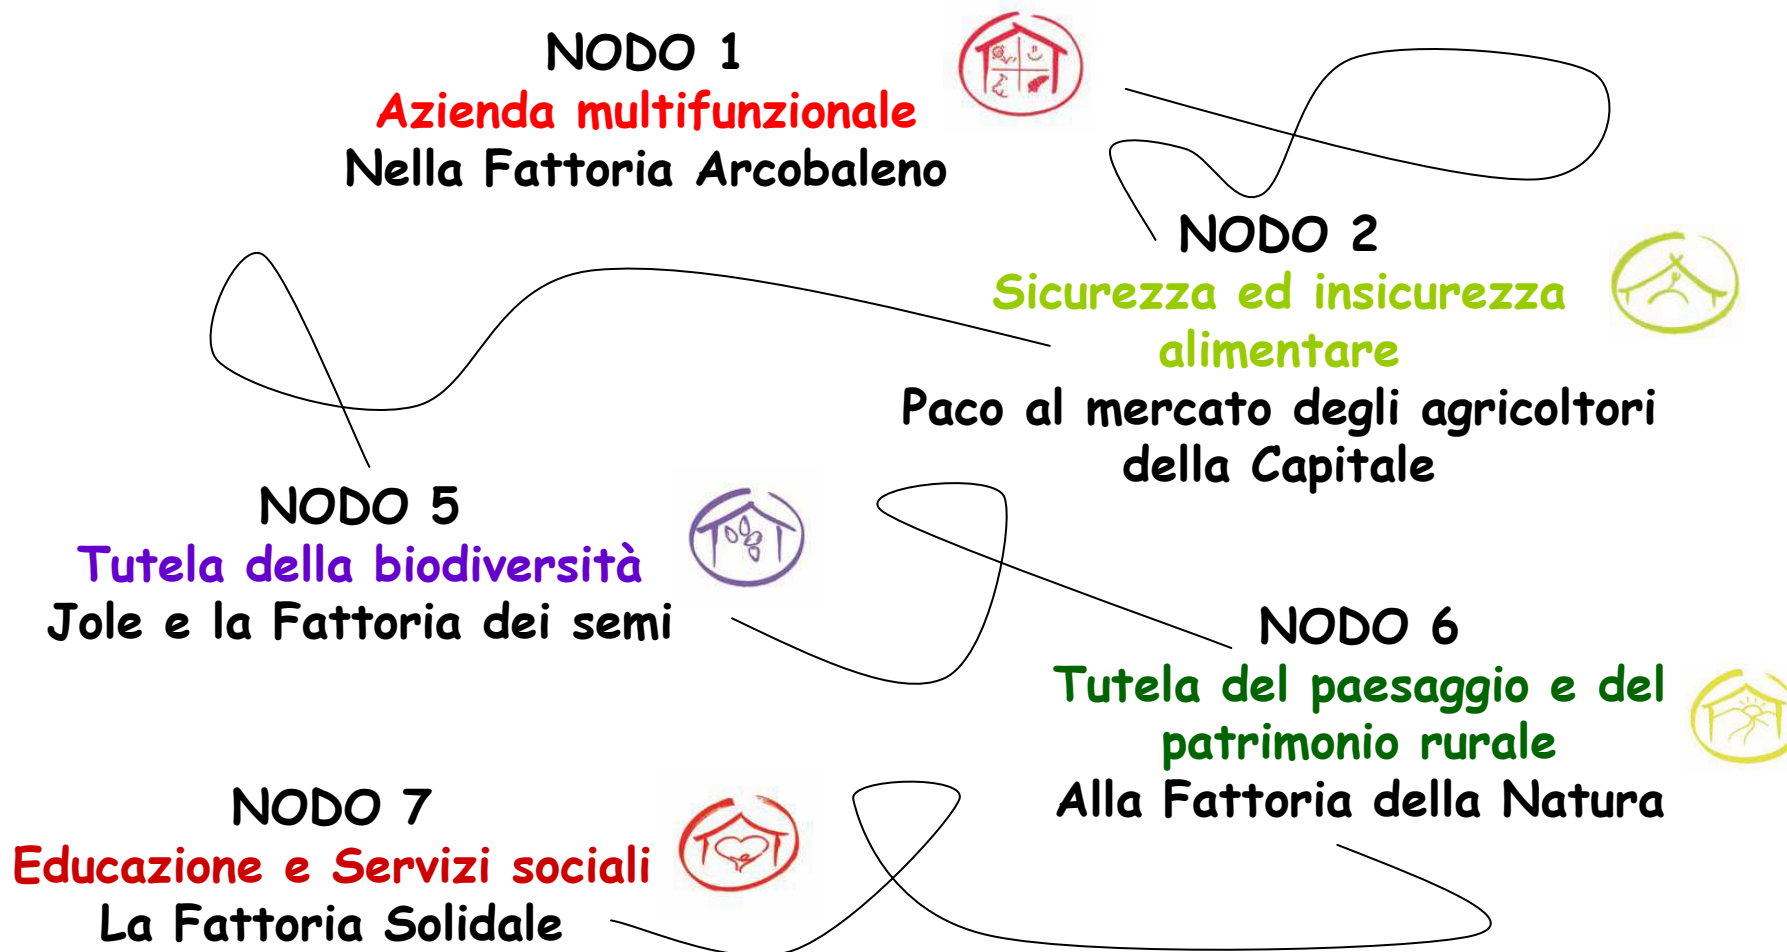 NODO 1
Azienda multifunzionale
Nella Fattoria Arcobaleno
NODO 2
Sicurezza ed insicurezza
alimentare
Paco al mercato degli agricoltori
della Capitale
NODO 5
Tutela della biodiversità
Jole e la Fattoria dei semi
NODO 6
Tutela del paesaggio e del
patrimonio rurale
Alla Fattoria della Natura
NODO 7
Educazione e Servizi sociali
La Fattoria Solidale